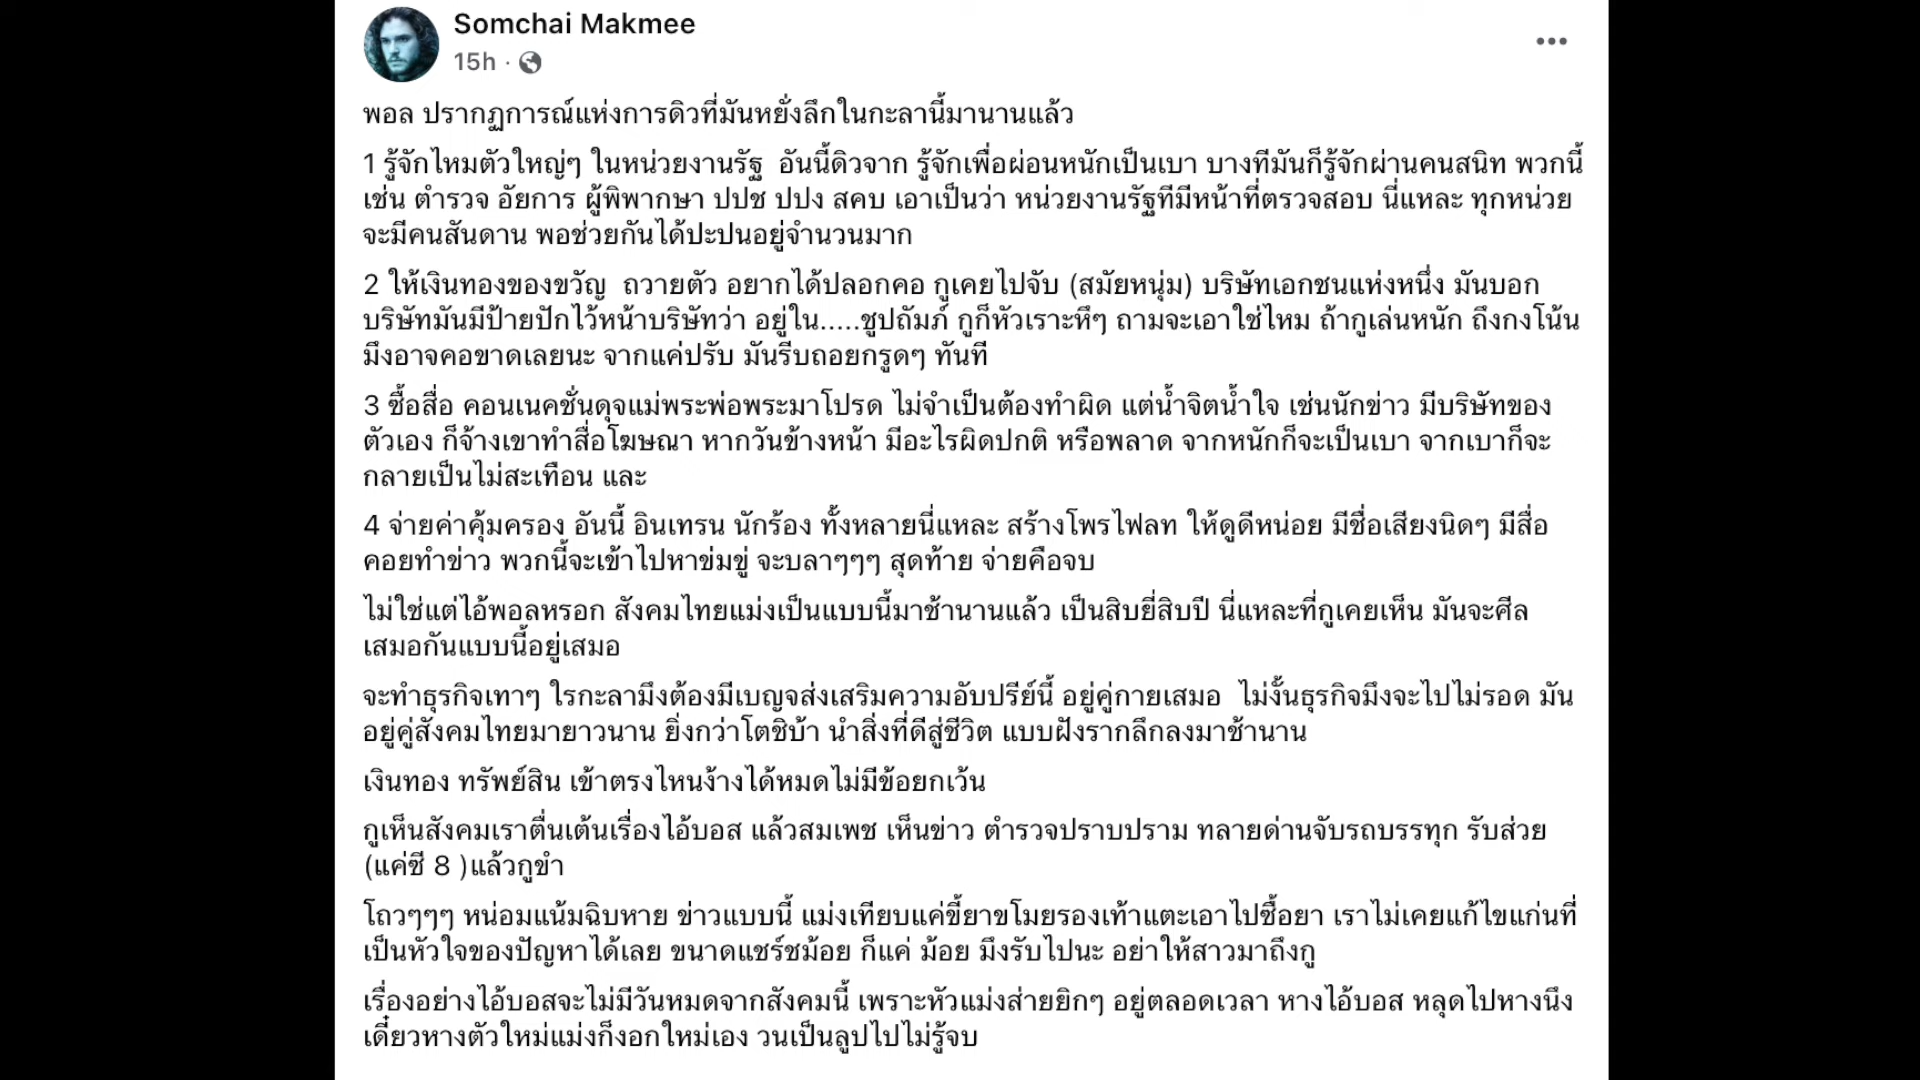 Somchai Makmee
15h ·
พอล ปรากฏการณ์แห่งการดิวที่มันหยั่งลึกในกะลานี้มานานแล้ว
1 รู้จักไหมตัวใหญ่ๆ ในหน่วยงานรัฐ  อันนี้ดิวจาก รู้จักเพื่อผ่อนหนักเป็นเบา บางทีมันก็รู้จักผ่านคนสนิท พวกนี้
เช่น ตำรวจ อัยการ ผู้พิพากษา ปปช ปปง สคบ เอาเป็นว่า หน่วยงานรัฐทีมีหน้าที่ตรวจสอบ นี่แหละ ทุกหน่วย
จะมีคนสันดาน พอช่วยกันได้ปะปนอยู่จำนวนมาก
2 ให้เงินทองของขวัญ  ถวายตัว อยากได้ปลอกคอ กูเคยไปจับ (สมัยหนุ่ม) บริษัทเอกชนแห่งหนึ่ง มันบอก
บริษัทมันมีป้ายปักไว้หน้าบริษัทว่า อยู่ใน.....ชูปถัมภ์ กูก็หัวเราะหึๆ ถามจะเอาใช่ไหม ถ้ากูเล่นหนัก ถึงกงโน้น
มึงอาจคอขาดเลยนะ จากแค่ปรับ มันรีบถอยกรูดๆ ทันที
3 ซื้อสื่อ คอนเนคชั่นดุจแม่พระพ่อพระมาโปรด ไม่จำเป็นต้องทำผิด แต่น้ำจิตน้ำใจ เช่นนักข่าว มีบริษัทของ
ตัวเอง ก็จ้างเขาทำสื่อโฆษณา หากวันข้างหน้า มีอะไรผิดปกติ หรือพลาด จากหนักก็จะเป็นเบา จากเบาก็จะ
กลายเป็นไม่สะเทือน และ
4 จ่ายค่าคุ้มครอง อันนี้ อินเทรน นักร้อง ทั้งหลายนี่แหละ สร้างโพรไฟลท ให้ดูดีหน่อย มีชื่อเสียงนิดๆ มีสื่อ
คอยทำข่าว พวกนี้จะเข้าไปหาข่มขู่ จะบลาๆๆๆ สุดท้าย จ่ายคือจบ
ไม่ใช่แต่ไอ้พอลหรอก สังคมไทยแม่งเป็นแบบนี้มาช้านานแล้ว เป็นสิบยี่สิบปี นี่แหละที่กูเคยเห็น มันจะศีล
เสมอกันแบบนี้อยู่เสมอ
จะทำธุรกิจเทาๆ ใรกะลามึงต้องมีเบญจส่งเสริมความอับปรีย์นี้ อยู่คู่กายเสมอ  ไม่งั้นธุรกิจมึงจะไปไม่รอด มัน
อยู่คู่สังคมไทยมายาวนาน ยิ่งกว่าโตชิบ้า นำสิ่งที่ดีสู่ชีวิต แบบฝังรากลึกลงมาช้านาน
เงินทอง ทรัพย์สิน เข้าตรงไหนง้างได้หมดไม่มีข้อยกเว้น
กูเห็นสังคมเราตื่นเต้นเรื่องไอ้บอส แล้วสมเพช เห็นข่าว ตำรวจปราบปราม ทลายด่านจับรถบรรทุก รับส่วย
(แค่ซี 8 )แล้วกูขำ
โถวๆๆๆ หน่อมแน้มฉิบหาย ข่าวแบบนี้ แม่งเทียบแค่ขี้ยาขโมยรองเท้าแตะเอาไปซื้อยา เราไม่เคยแก้ไขแก่นที่
เป็นหัวใจของปัญหาได้เลย ขนาดแชร์ชม้อย ก็แค่ ม้อย มึงรับไปนะ อย่าให้สาวมาถึงกู
เรื่องอย่างไอ้บอสจะไม่มีวันหมดจากสังคมนี้ เพราะหัวแม่งส่ายยิกๆ อยู่ตลอดเวลา หางไอ้บอส หลุดไปหางนึง
เดี๋ยวหางตัวใหม่แม่งก็งอกใหม่เอง วนเป็นลูปไปไม่รู้จบ